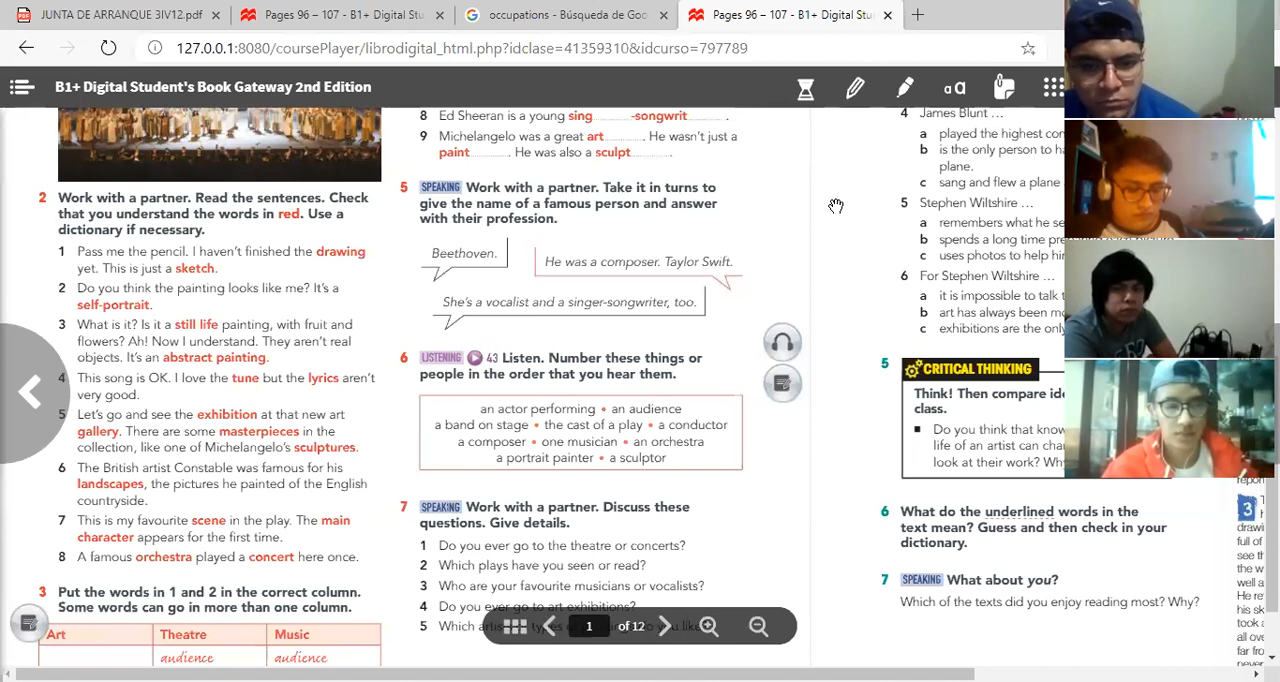 JUNTA DE ARRANQUE 3IV12.pdf
Pages 96 – 107 - B1+ Digital Stu
occupations - Búsqueda de Goo
Pages 96 – 107 - B1+ Digital Stu
127.0.0.1:8080/coursePlayer/librodigital_html.php?idclase=41359310&idcurso=797789
B1+ Digital Student's Book Gateway 2nd Edition
2 Work with a partner. Read the sentences. Check
that you understand the words in red. Use a
dictionary if necessary.
1 Pass me the pencil. I haven't finished the drawing
yet. This is just a sketch.
2 Do you think the painting looks like me? It's a
self-portrait.
3 What is it? Is it a still life painting, with fruit and
flowers? Ah! Now I understand. They aren't real
objects. It's an abstract painting.
4 This song is OK. I love the tune but the lyrics aren't
very good.
5 Let's go and see the exhibition at that new art
gallery. There are some masterpieces in the
collection, like one of Michelangelo's sculptures.
6 The British artist Constable was famous for his
landscapes, the pictures he painted of the English
countryside.
7 This is my favourite scene in the play. The main
character appears for the first time.
8 A famous orchestra played a concert here once.
3 Put the words in 1 and 2 in the correct column.
Some words can go in more than one column.
Art Theatre Music
audience audience
8 Ed Sheeran is a young sing........ -songwrit........ .
9 Michelangelo was a great art........ . He wasn't just a
paint........ . He was also a sculpt........ .
5 SPEAKING Work with a partner. Take it in turns to
give the name of a famous person and answer
with their profession.
Beethoven.
He was a composer. Taylor Swift.
She's a vocalist and a singer-songwriter, too.
6 LISTENING 43 Listen. Number these things or
people in the order that you hear them.
an actor performing • an audience
a band on stage • the cast of a play • a conductor
a composer • one musician • an orchestra
a portrait painter • a sculptor
7 SPEAKING Work with a partner. Discuss these
questions. Give details.
1 Do you ever go to the theatre or concerts?
2 Which plays have you seen or read?
3 Who are your favourite musicians or vocalists?
4 Do you ever go to art exhibitions?
5 Which
1 of 12
4 James Blunt …
a played the highest con
b is the only person to ha
plane.
c sang and flew a plane
5 Stephen Wiltshire …
a remembers what he se
b spends a long time
c uses photos to help hi
6 For Stephen Wiltshire …
a it is impossible to talk t
b art has always been mo
c exhibitions are the only
5 CRITICAL THINKING
Think! Then compare ide
class.
Do you think that know
life of an artist can cha
look at their work? Wh
6 What do the underlined words in the
text mean? Guess and then check in your
dictionary.
7 SPEAKING What about you?
Which of the texts did you enjoy reading most? Why?
3
drawi
full of
see th
the w
well a
He re
his sk
took a
all ove
far fro